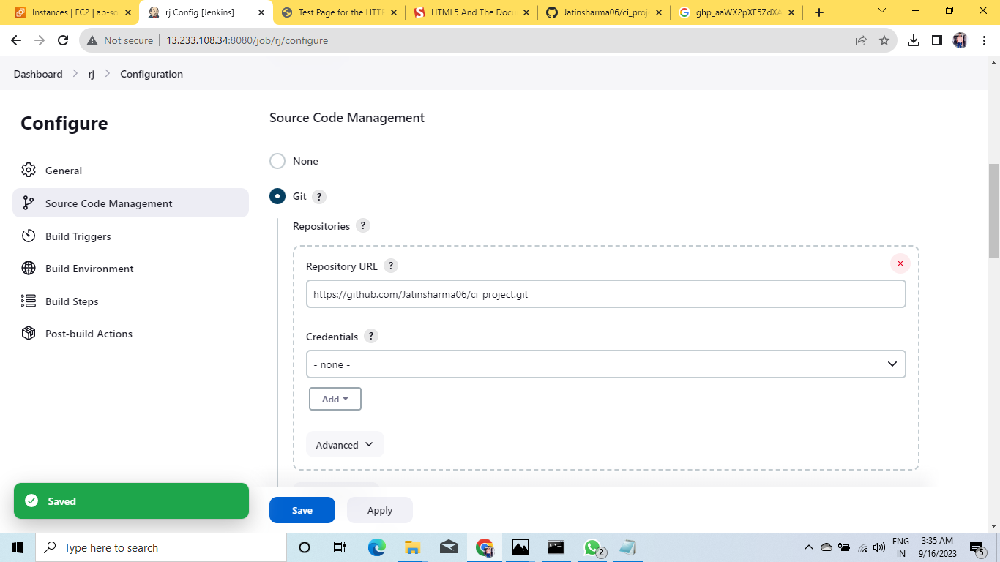 Instances | EC2 | ap-so
rj Config [Jenkins]
Test Page for the HTTP
HTML5 And The Docu
Jatinsharma06/ci_proj
ghp_aaWX2pXE5ZdXA
Not secure
13.233.108.34:8080/job/rj/configure
Dashboard
rj
Configuration
Configure
General
Source Code Management
Build Triggers
Build Environment
Build Steps
Post-build Actions
Source Code Management
None
Git ?
Repositories ?
Repository URL ?
https://github.com/Jatinsharma06/ci_project.git
Credentials ?
- none -
Add
Advanced
Saved
Save
Apply
Type here to search
2
ENG
IN
3:35 AM
9/16/2023
5